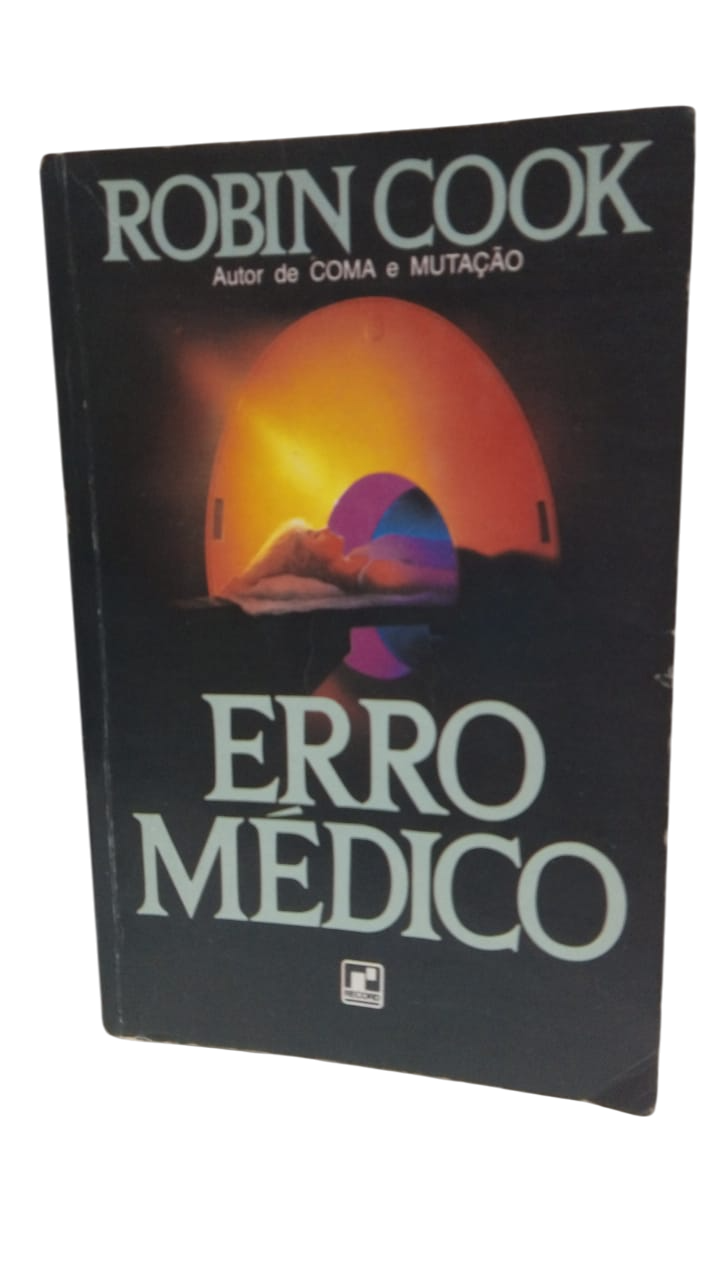 ROBIN COOK
Autor de COMA e MUTAÇÃO
ERRO
MÉDICO
RECORD